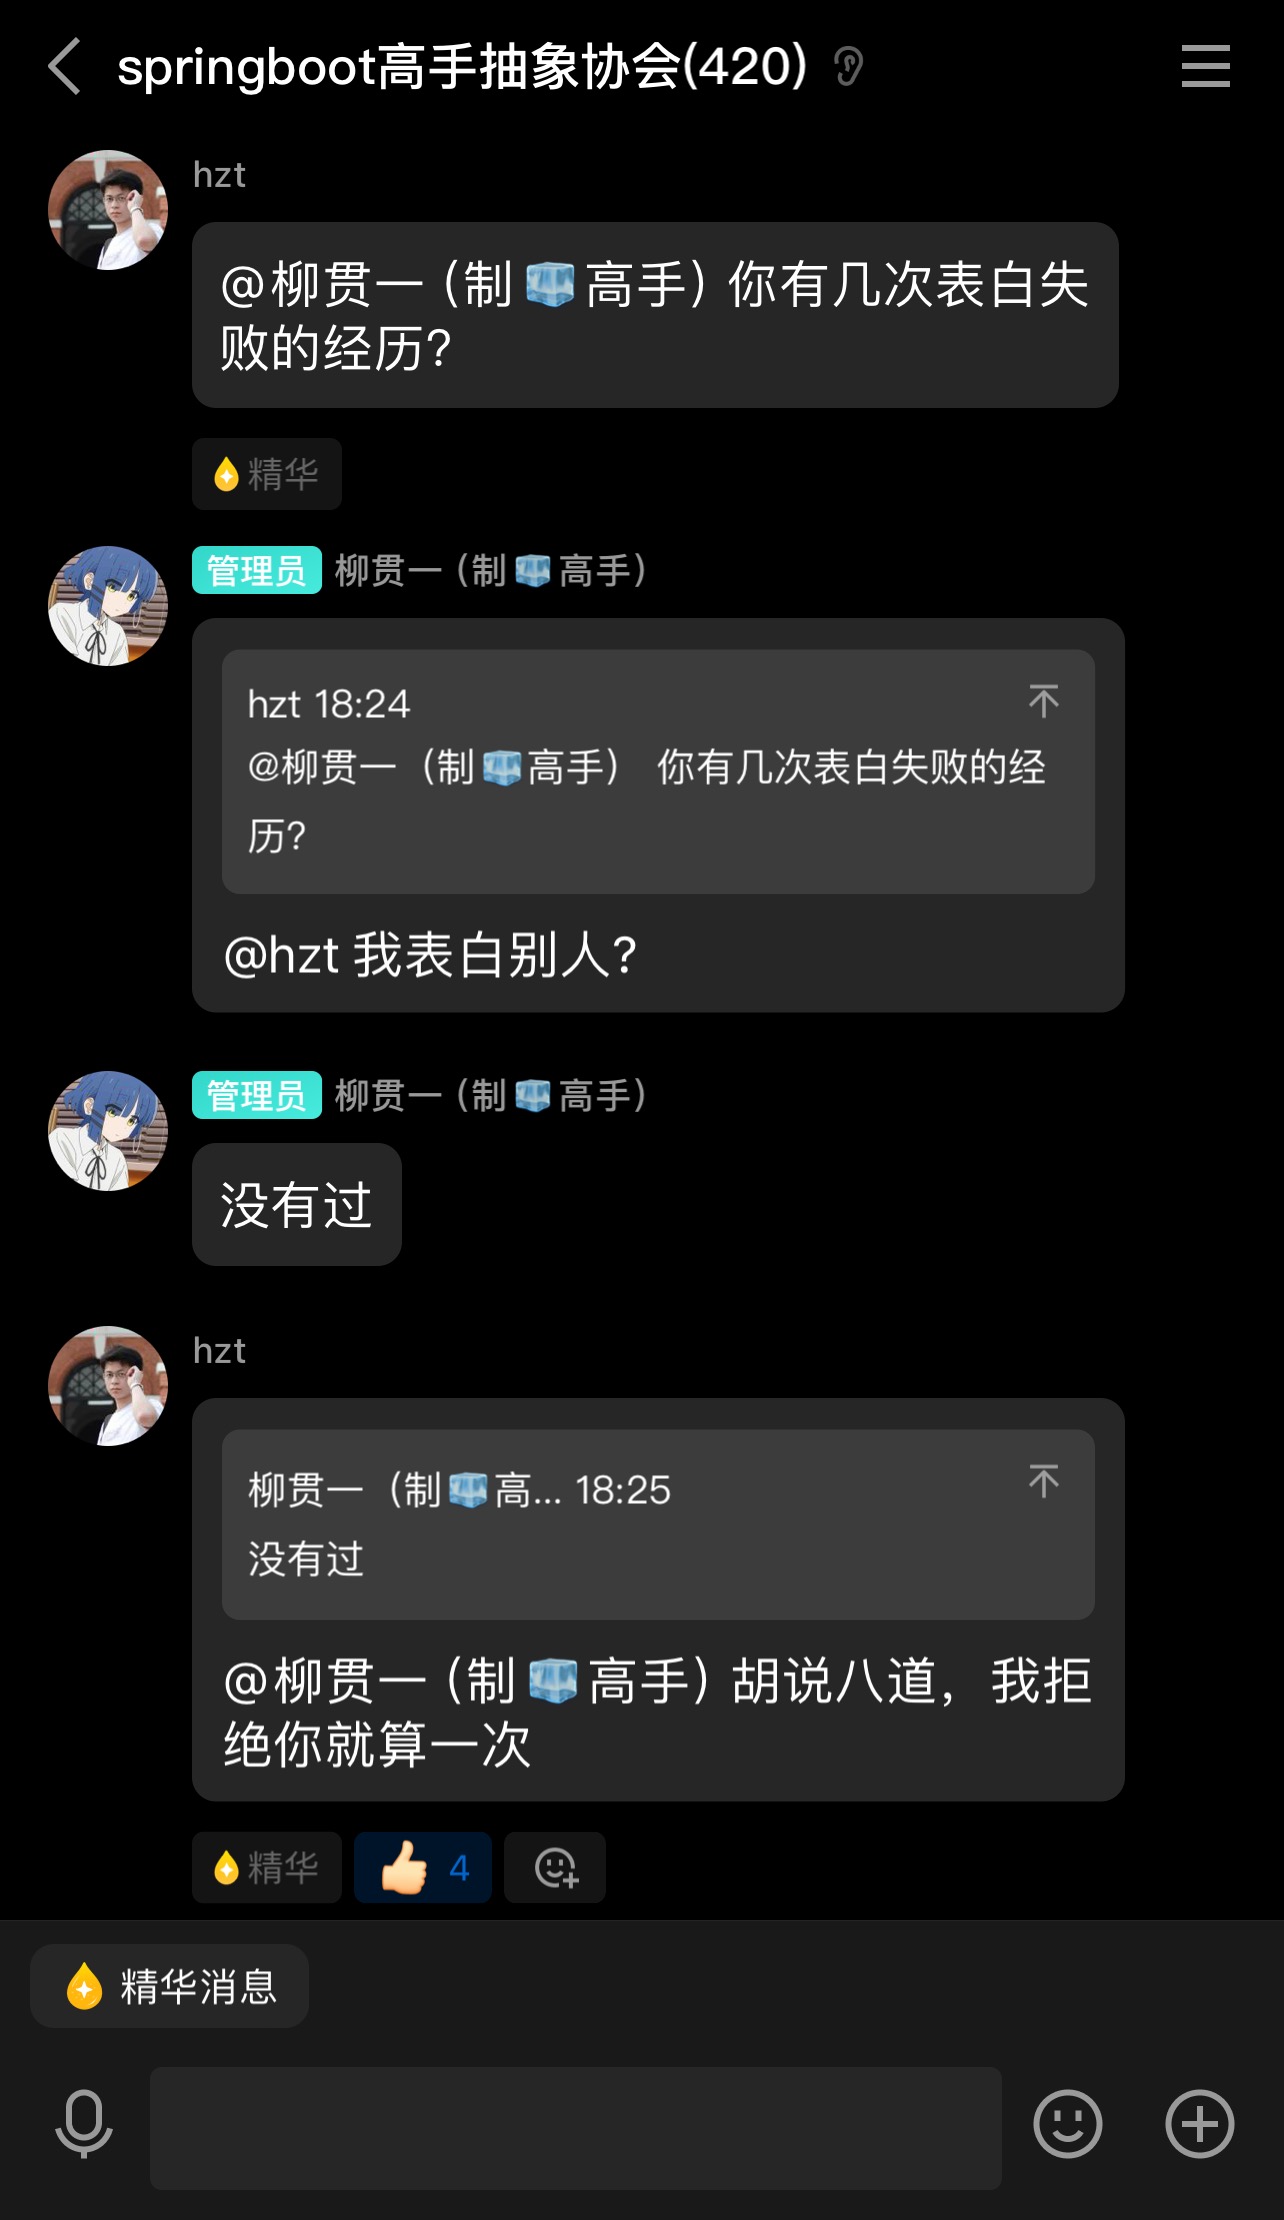 springboot高手抽象协会(420)
hzt
@柳贯一（制🧊高手）你有几次表白失
败的经历？
精华
管理员 柳贯一（制🧊高手）
hzt 18:24
@柳贯一（制🧊高手） 你有几次表白失败的经
历？
@hzt 我表白别人？
管理员 柳贯一（制🧊高手）
没有过
hzt
柳贯一（制🧊高... 18:25
没有过
@柳贯一（制🧊高手）胡说八道，我拒
绝你就算一次
精华 👍 4
精华消息